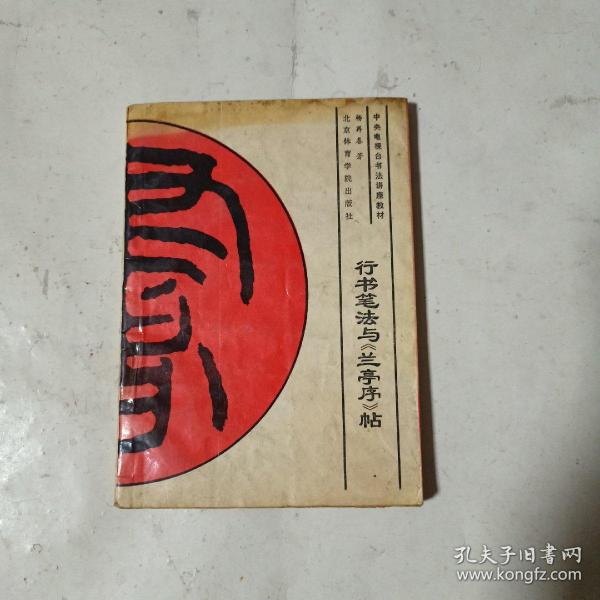 中央电视台书法讲座教材
杨再春 著
北京体育学院出版社
行书笔法与《兰亭序》帖
孔夫子旧書网
www.kongfz.com